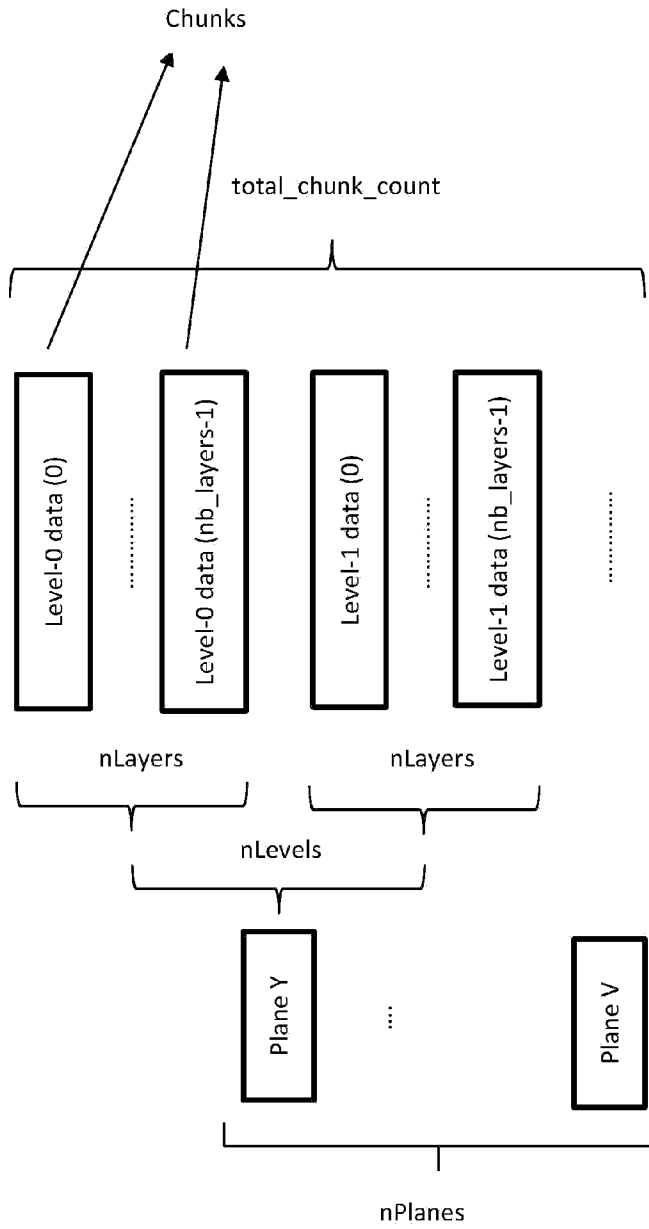 Chunks
total_chunk_count
Level-0 data (0)
Level-0 data (nb_layers-1)
Level-1 data (0)
Level-1 data (nb_layers-1)
nLayers
nLayers
nLevels
Plane Y
Plane V
nPlanes